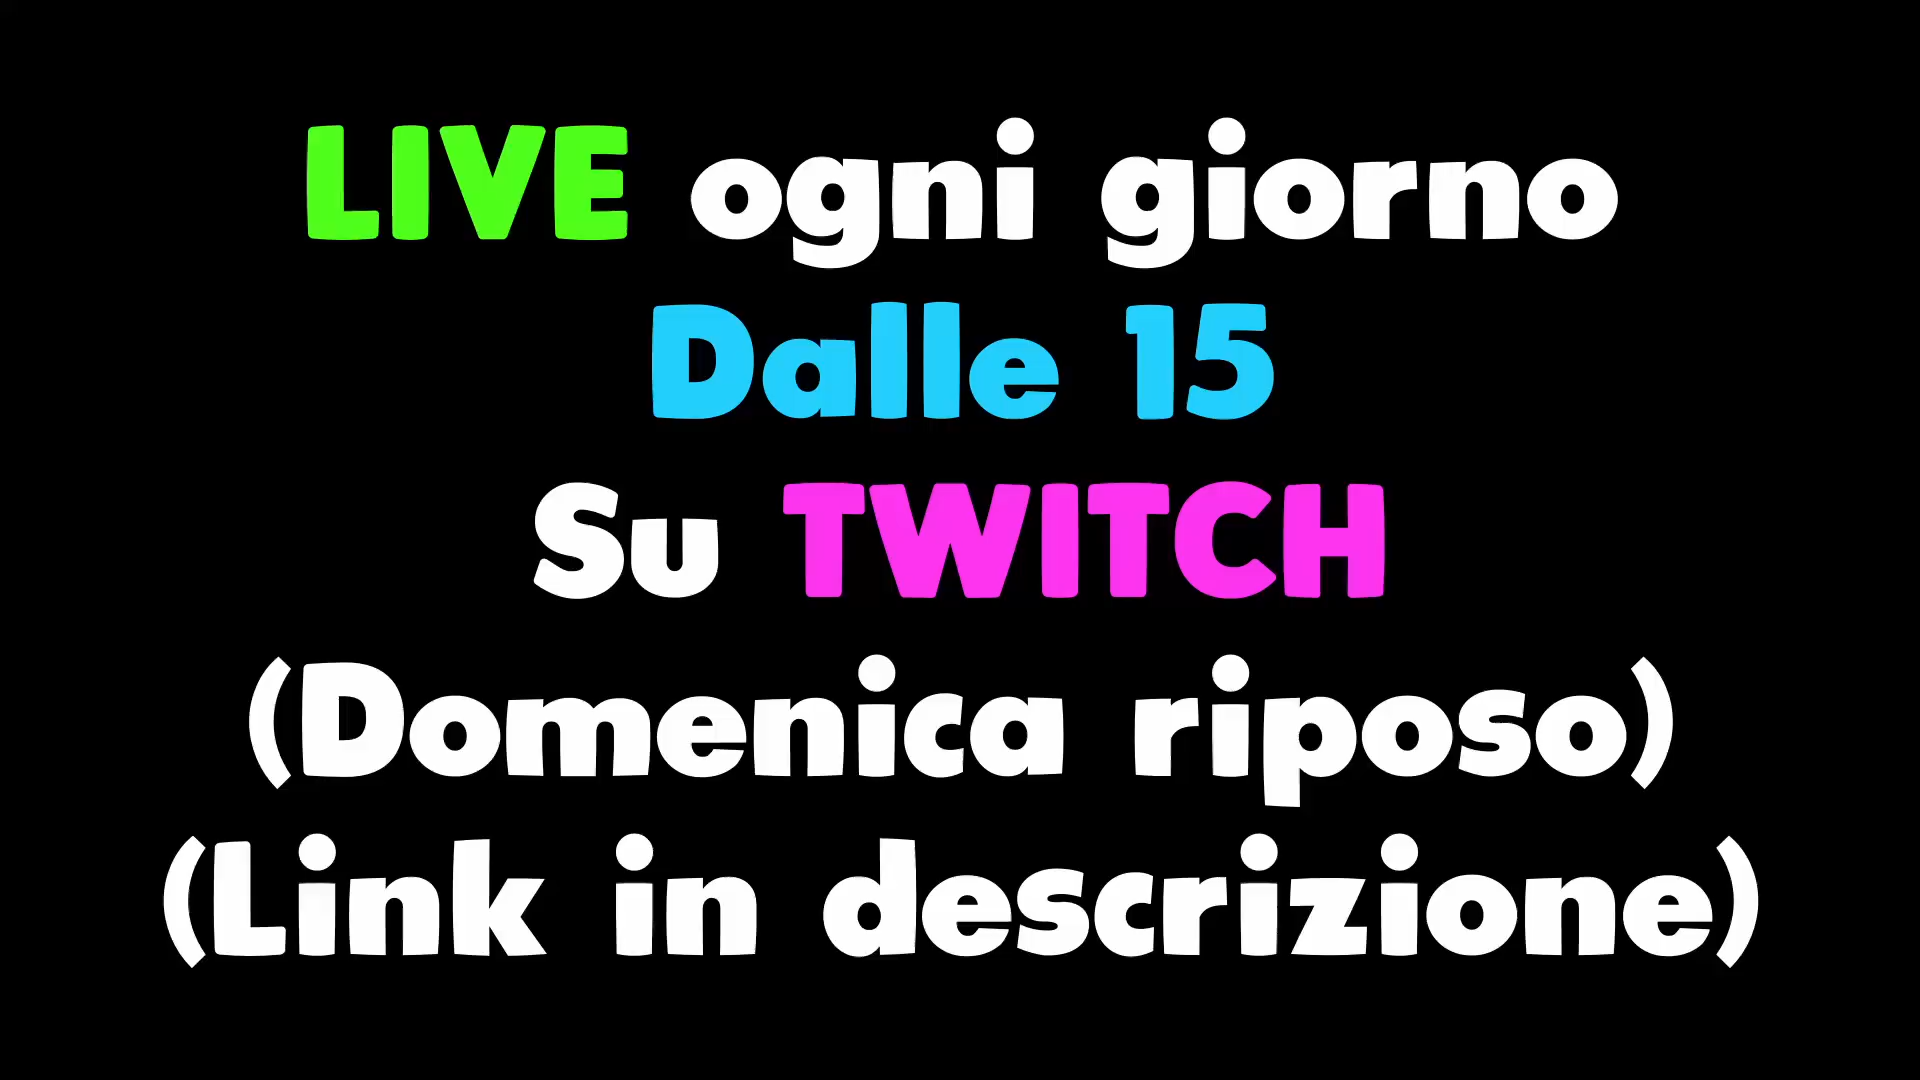 LIVE ogni giorno
Dalle 15
Su TWITCH
(Domenica riposo)
(Link in descrizione)